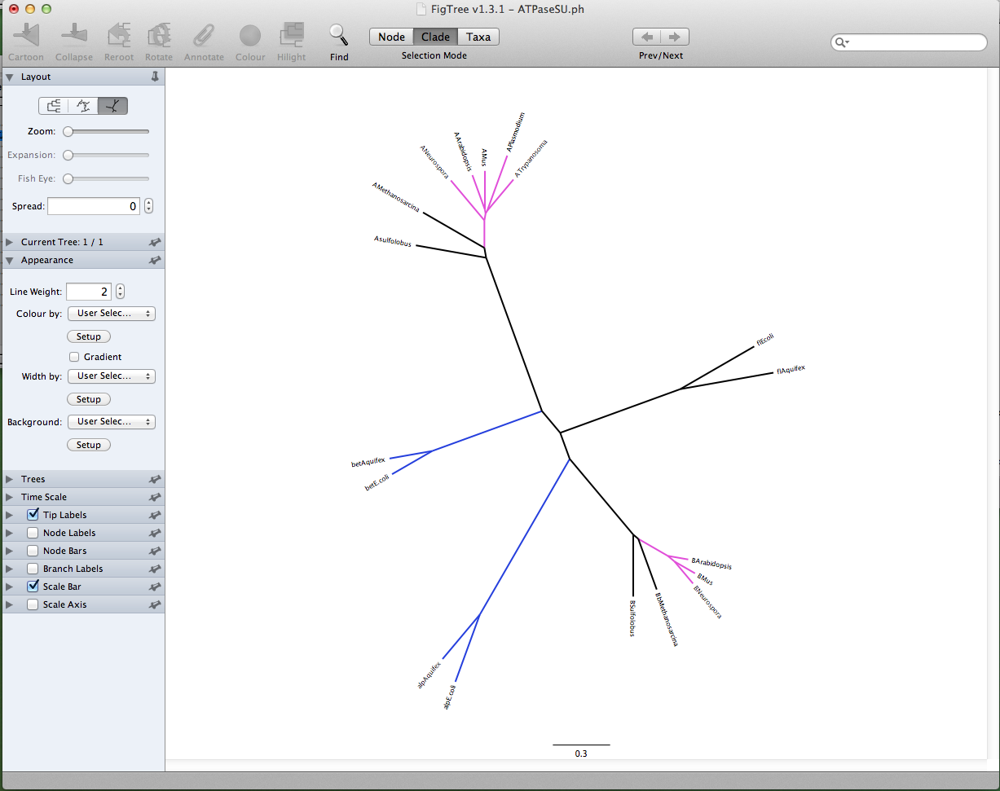 FigTree v1.3.1 – ATPaseSU.ph
Cartoon Collapse Reroot Rotate Annotate Colour Hilight Find
Node Clade Taxa
Selection Mode
Prev/Next
Layout
Zoom:
Expansion:
Fish Eye:
Spread: 0
Current Tree: 1 / 1
Appearance
Line Weight: 2
Colour by: User Selec...
Setup
Gradient
Width by: User Selec...
Setup
Background: User Selec...
Setup
Trees
Time Scale
Tip Labels
Node Labels
Node Bars
Branch Labels
Scale Bar
Scale Axis
APlasmodium
ATrypanosoma
AMus
AArabidopsis
ANeurospora
AMethanosarcina
Asulfolobus
flEcoli
flAquifex
betAquifex
betE.coli
BArabidopsis
BMus
BNeurospora
BbMethanosarcina
BSulfolobus
alpAquifex
alpE.coli
0.3